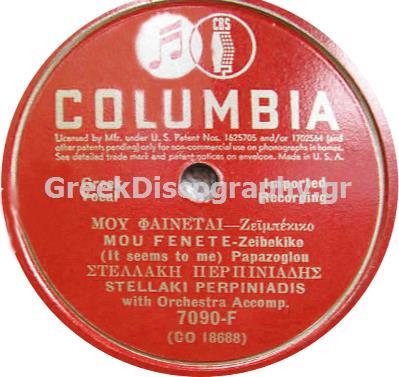 CBS
COLUMBIA
Licensed by Mfr. under U.S. Patent Nos. 1625705 and/or 1702564 (and
other patents pending) only for non-commercial use on phonographs in homes.
See detailed trade mark and patent notices on envelope. Made in U.S.A.
GreekDiscography.gr
Greek Imported
Vocal Recording
ΜΟΥ ΦΑΙΝΕΤΑΙ—Ζεϊμπέκικο
MOU FENETE-Zeibekiko
(It seems to me) Papazoglou
ΣΤΕΛΛΑΚΗ ΠΕΡΠΙΝΙΑΔΗΣ
STELLAKI PERPINIADIS
with Orchestra Accomp.
7090-F
(CO 18688)